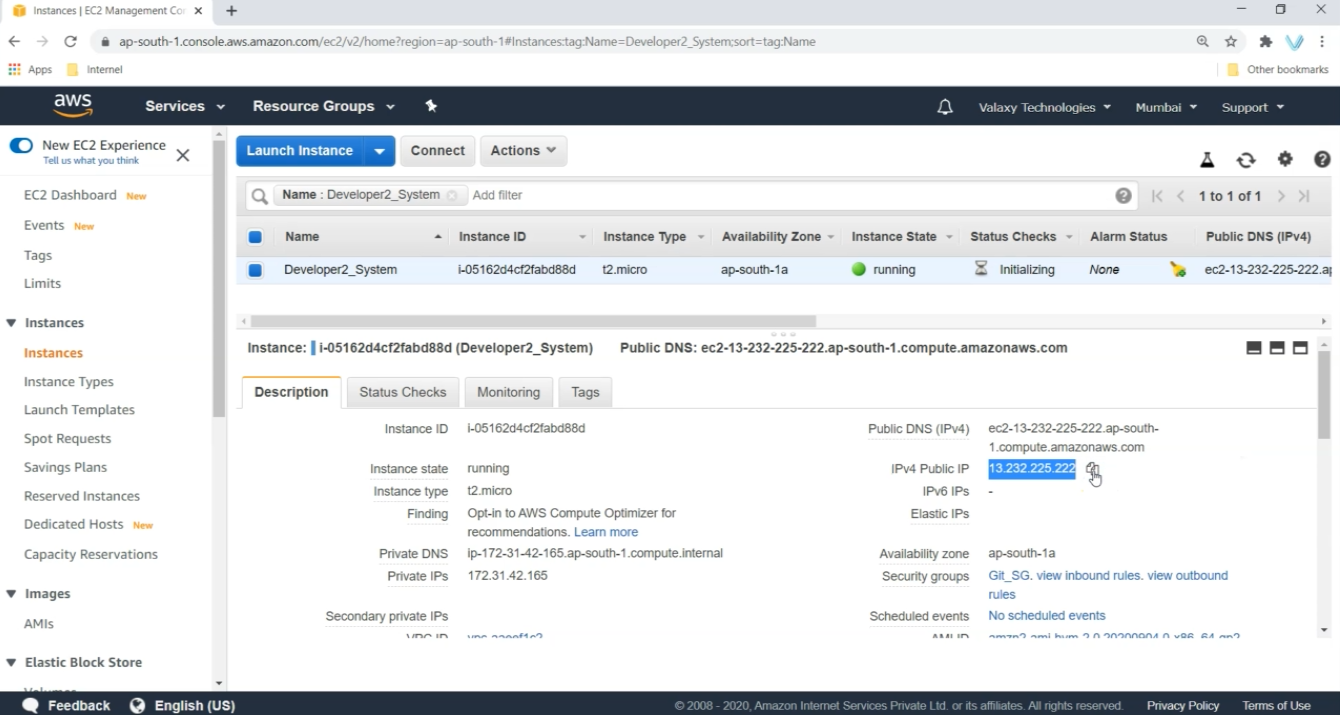 Instances | EC2 Management Co
ap-south-1.console.aws.amazon.com/ec2/v2/home?region=ap-south-1#Instances:tag:Name=Developer2_System;sort=tag:Name
Apps
Internet
Other bookmarks
aws
Services
Resource Groups
Valaxy Technologies
Mumbai
Support
New EC2 Experience
Tell us what you think
EC2 Dashboard New
Events New
Tags
Limits
Instances
Instances
Instance Types
Launch Templates
Spot Requests
Savings Plans
Reserved Instances
Dedicated Hosts New
Capacity Reservations
Images
AMIs
Elastic Block Store
Launch Instance
Connect
Actions
Name : Developer2_System
Add filter
1 to 1 of 1
Name
Instance ID
Instance Type
Availability Zone
Instance State
Status Checks
Alarm Status
Public DNS (IPv4)
Developer2_System
i-05162d4cf2fabd88d
t2.micro
ap-south-1a
running
Initializing
None
ec2-13-232-225-222.ap
Instance: i-05162d4cf2fabd88d (Developer2_System)
Public DNS: ec2-13-232-225-222.ap-south-1.compute.amazonaws.com
Description
Status Checks
Monitoring
Tags
Instance ID i-05162d4cf2fabd88d
Instance state running
Instance type t2.micro
Finding Opt-in to AWS Compute Optimizer for
recommendations. Learn more
Private DNS ip-172-31-42-165.ap-south-1.compute.internal
Private IPs 172.31.42.165
Secondary private IPs
VPC ID
Public DNS (IPv4) ec2-13-232-225-222.ap-south-
1.compute.amazonaws.com
IPv4 Public IP 13.232.225.222
IPv6 IPs -
Elastic IPs
Availability zone ap-south-1a
Security groups Git_SG. view inbound rules. view outbound
rules
Scheduled events No scheduled events
AMI ID amzn2-ami-hvm-2.0.20200904.0-x86_64-gp2
Feedback
English (US)
© 2008 - 2020, Amazon Internet Services Private Ltd. or its affiliates. All rights reserved.
Privacy Policy
Terms of Use